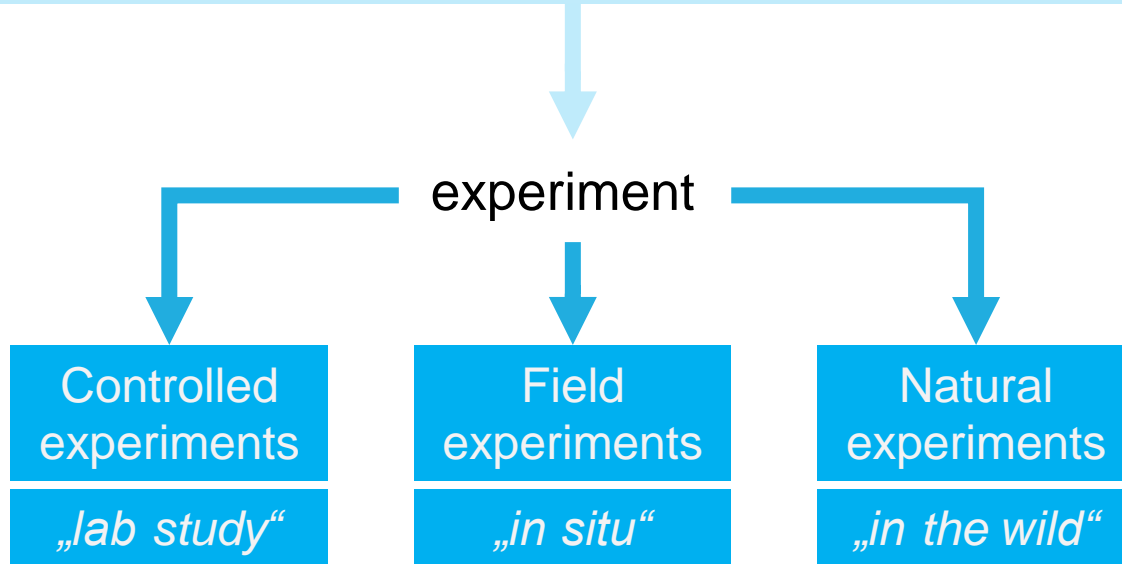 experiment
Controlled
experiments
„lab study“
Field
experiments
„in situ“
Natural
experiments
„in the wild“